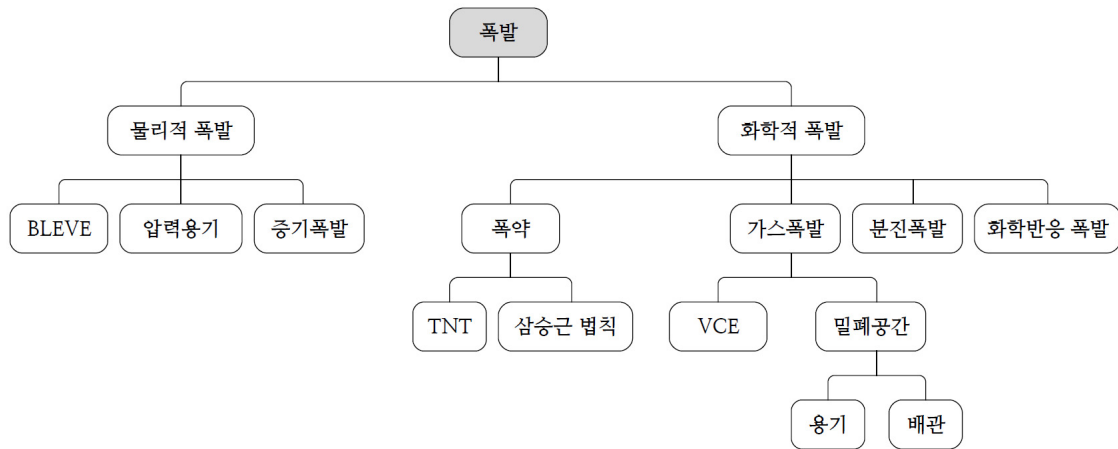 폭발
물리적 폭발
화학적 폭발
BLEVE
압력용기
증기폭발
폭약
가스폭발
분진폭발
화학반응 폭발
TNT
삼승근 법칙
VCE
밀폐공간
용기
배관